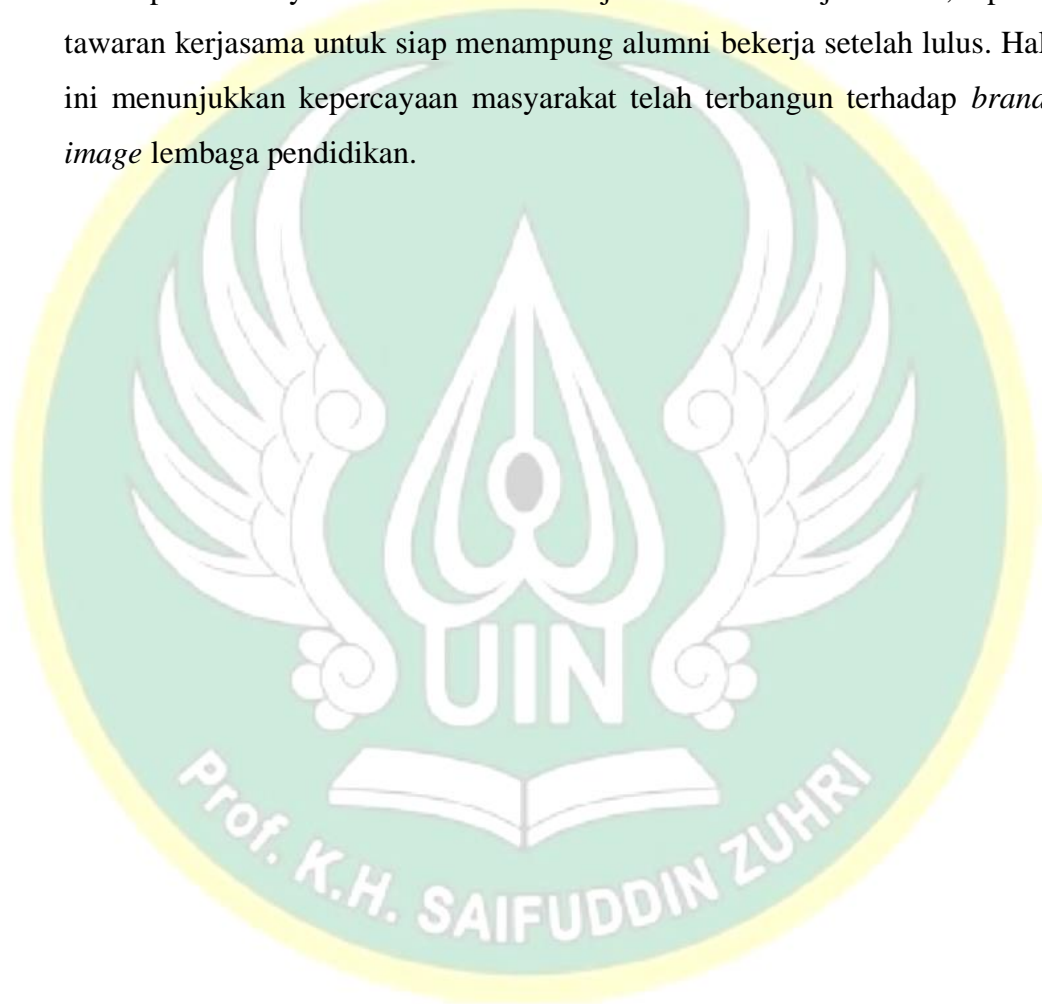 tawaran kerjasama untuk siap menampung alumni bekerja setelah lulus. Hal
ini menunjukkan kepercayaan masyarakat telah terbangun terhadap brand
image lembaga pendidikan.
UIN
Prof. K.H. SAIFUDDIN ZUHRI